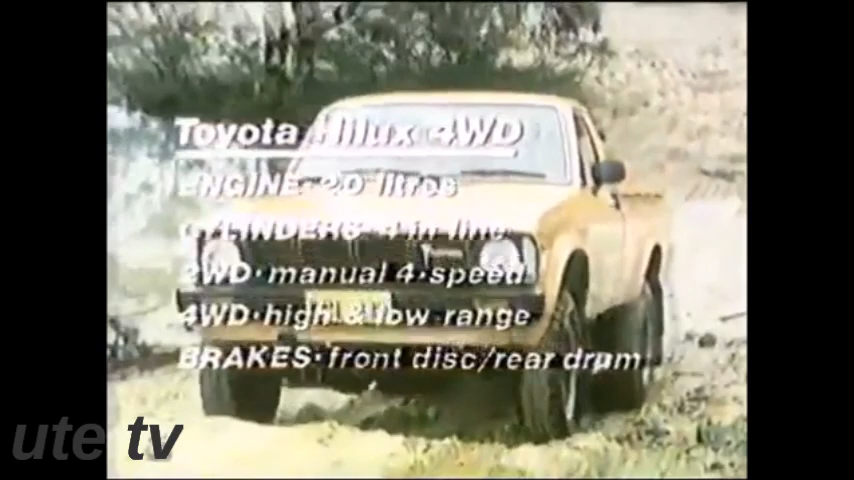 Toyota Hilux 4WD
ENGINE·2.0 litres
CYLINDERS·4 in-line
2WD·manual 4-speed
4WD·high & low range
BRAKES·front disc/rear drum
ute tv